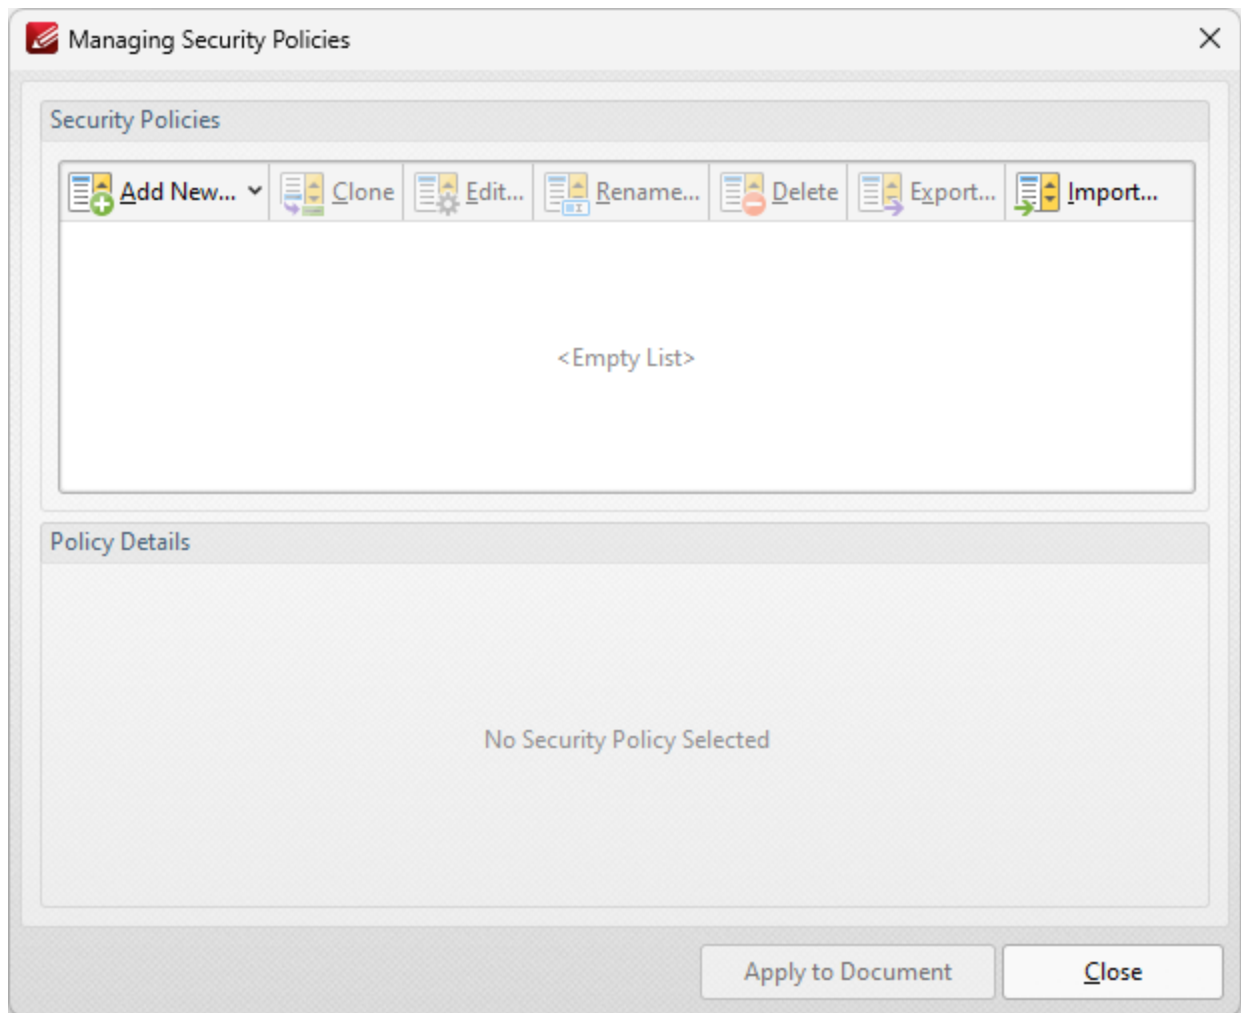 Managing Security Policies
Security Policies
Add New... Clone Edit... Rename... Delete Export... Import...
<Empty List>
Policy Details
No Security Policy Selected
Apply to Document Close